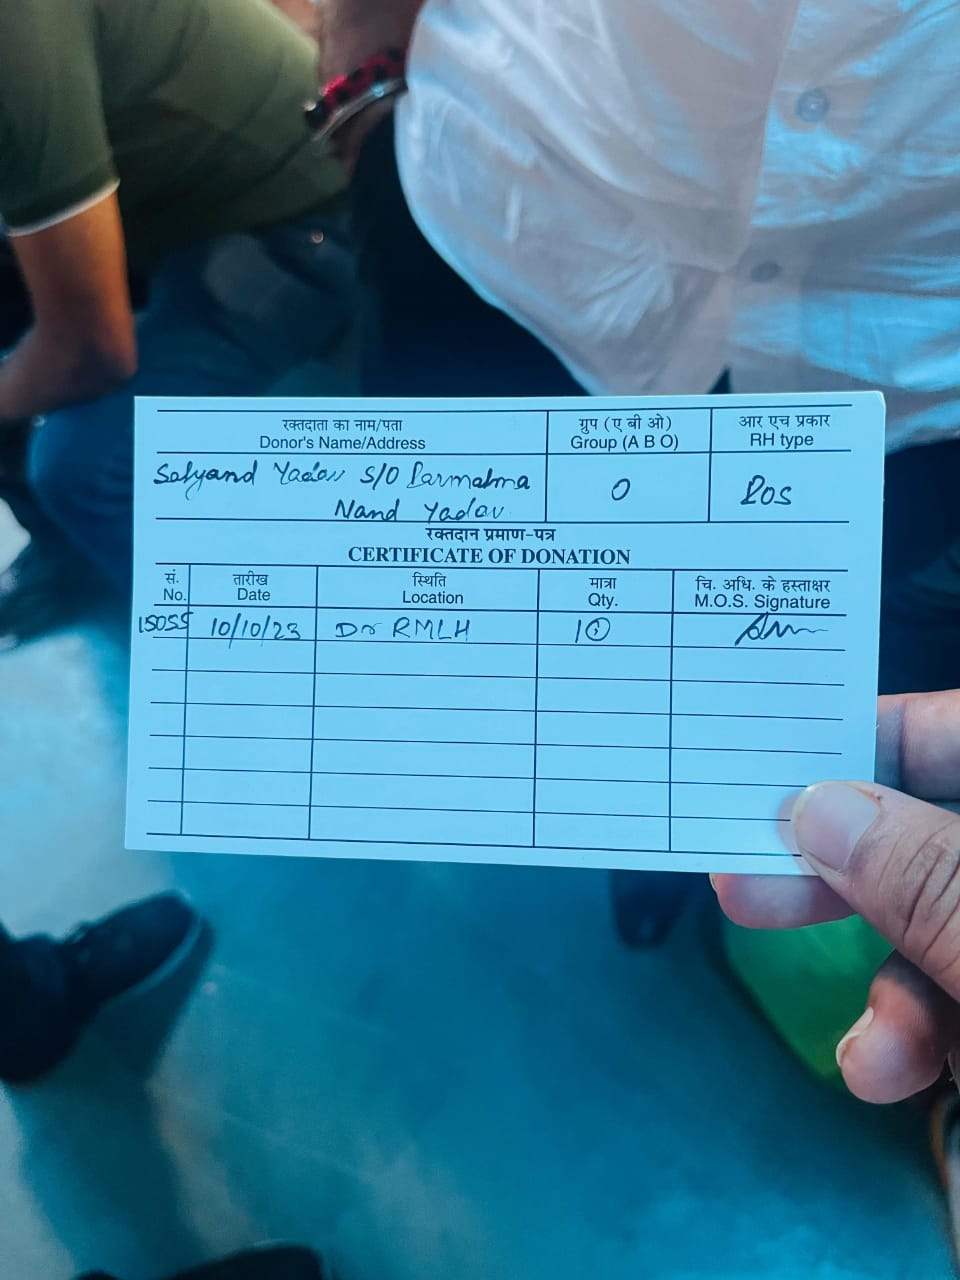 रक्तदाता का नाम/पता
Donor's Name/Address
ग्रुप (ए बी ओ)
Group (A B O)
आर एच प्रकार
RH type
Yadav S/O Parmatma
Nand Yadav
O
Pos
रक्तदान प्रमाण-पत्र
CERTIFICATE OF DONATION
सं.
No.
तारीख
Date
स्थिति
Location
मात्रा
Qty.
चि. अधि. के हस्ताक्षर
M.O.S. Signature
15055 10/10/23 Dr RMLH